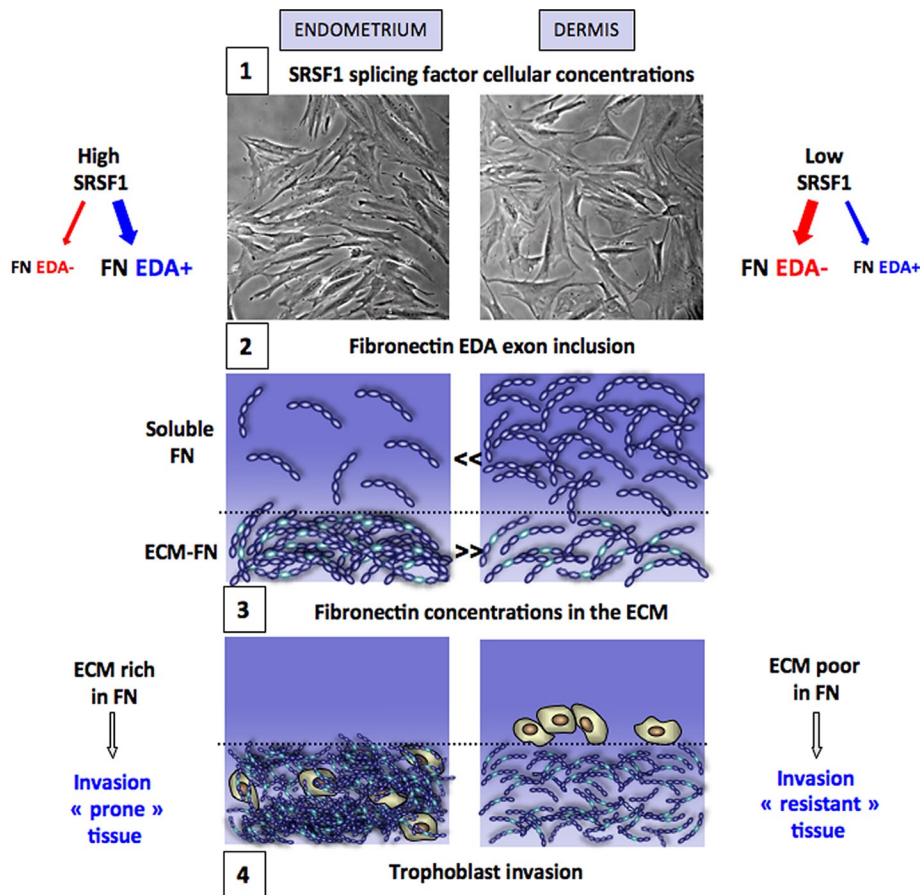 ENDOMETRIUM
DERMIS
1
SRSF1 splicing factor cellular concentrations
High
SRSF1
FN EDA-
FN EDA+
Low
SRSF1
FN EDA-
FN EDA+
2
Fibronectin EDA exon inclusion
Soluble
FN
<<
ECM-FN
>>
3
Fibronectin concentrations in the ECM
ECM rich
in FN
Invasion
« prone »
tissue
ECM poor
in FN
Invasion
« resistant »
tissue
4
Trophoblast invasion